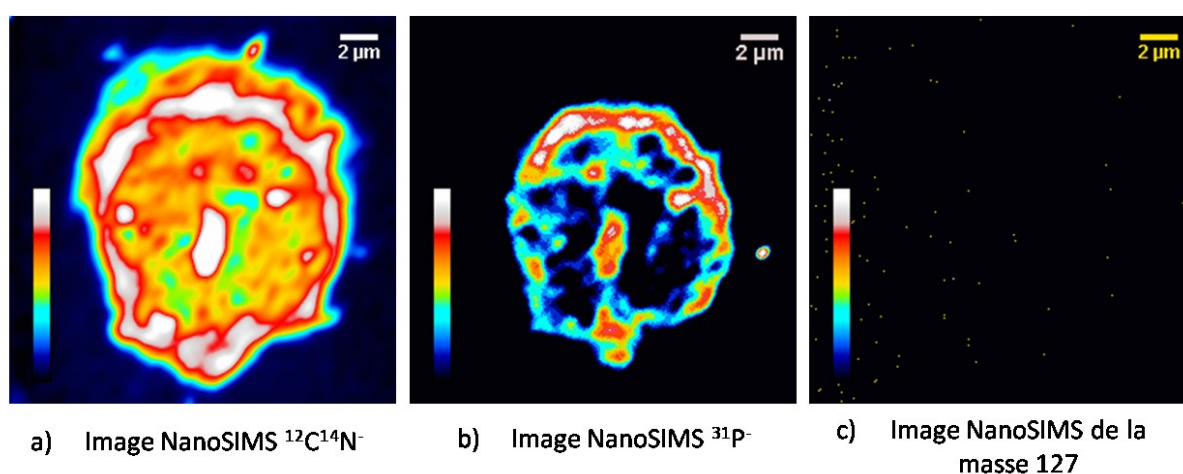 2 µm
2 µm
2 µm
a) Image NanoSIMS ¹²C¹⁴N⁻
b) Image NanoSIMS ³¹P⁻
c) Image NanoSIMS de la
masse 127